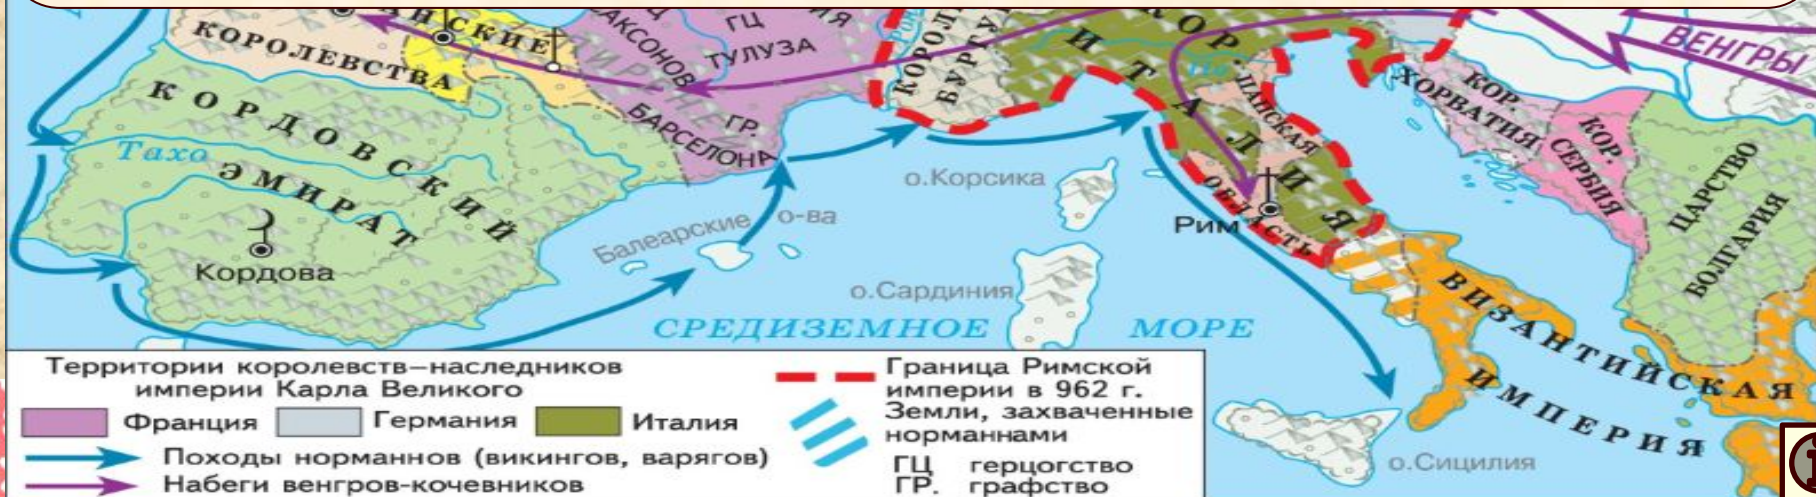 КОРОЛЕВСТВА
ГЦ
ТУЛУЗА
ГР.
БАРСЕЛОНА
ИТАЛИЯ
КОР.
ПАПСКАЯ
ОБЛАСТЬ
Рим
ВЕНГРЫ
КОР.
ХОРВАТИЯ
КОР.
СЕРБИЯ
ЦАРСТВО
БОЛГАРИЯ
КОРДОВСКИЙ
ЭМИРАТ
Тахо
Кордова
о.Корсика
Балеарские о-ва
о.Сардиния
СРЕДИЗЕМНОЕ МОРЕ
ВИЗАНТИЙСКАЯ
ИМПЕРИЯ
о.Сицилия
Территории королевств–наследников
империи Карла Великого
Франция Германия Италия
Походы норманнов (викингов, варягов)
Набеги венгров-кочевников
Граница Римской
империи в 962 г.
Земли, захваченные
норманнами
ГЦ герцогство
ГР. графство